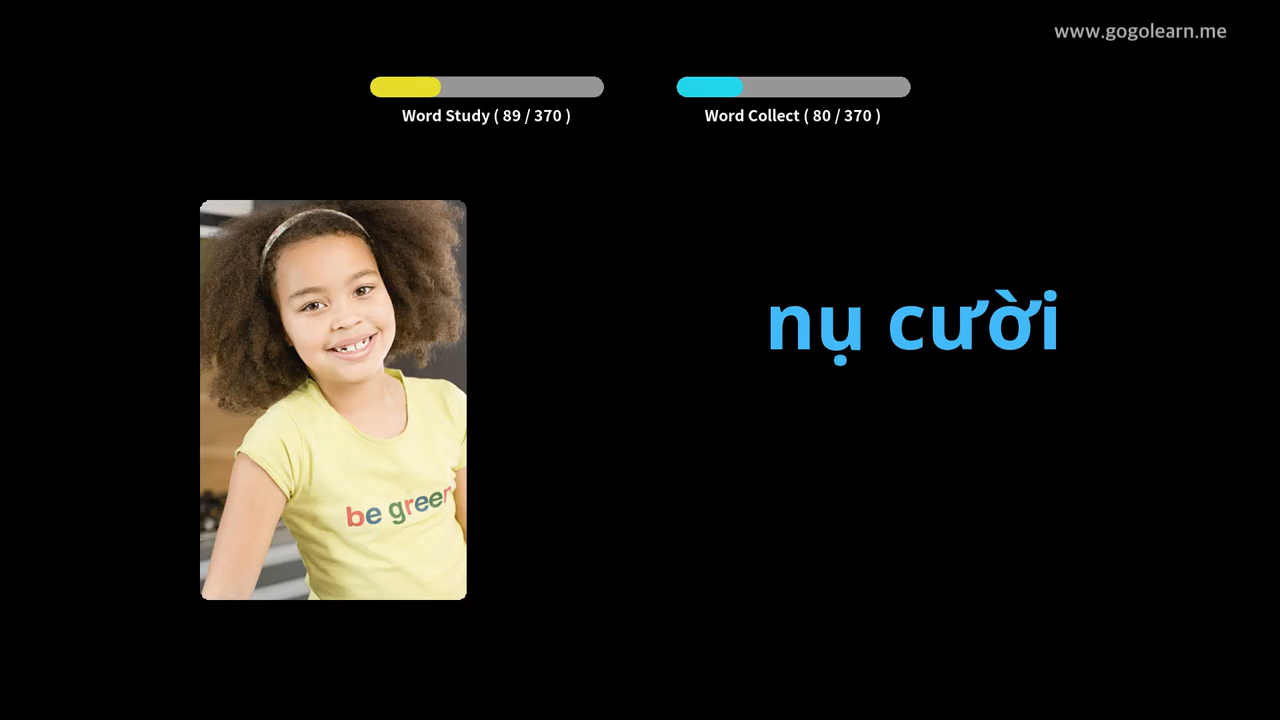 www.gogolearn.me
Word Study ( 89 / 370 )
Word Collect ( 80 / 370 )
nụ cười
be green